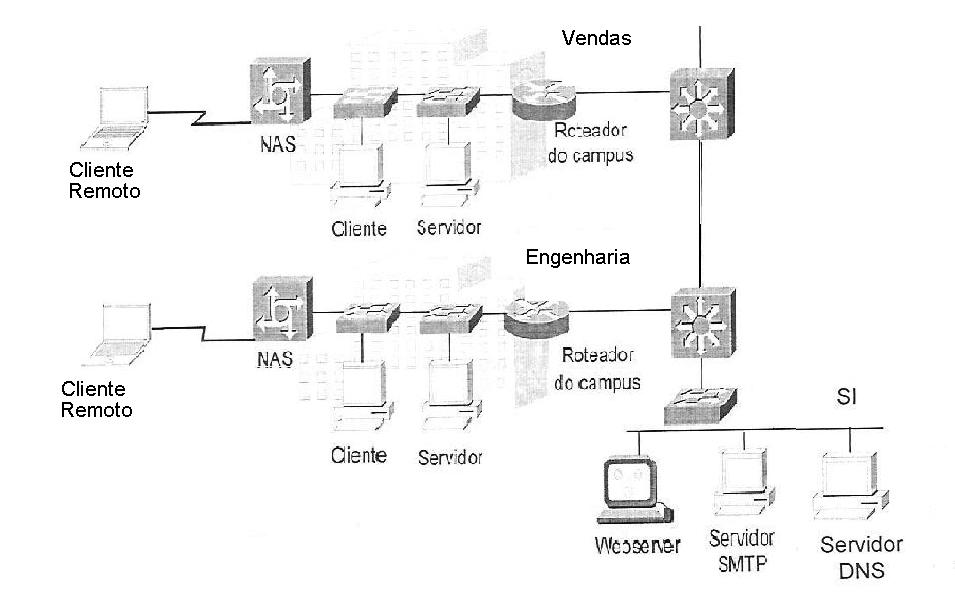 Vendas
NAS
Roteador
do campus
Cliente
Remoto
Cliente
Servidor
Engenharia
NAS
Roteador
do campus
Cliente
Remoto
Cliente
Servidor
SI
Webserver
Servidor
SMTP
Servidor
DNS